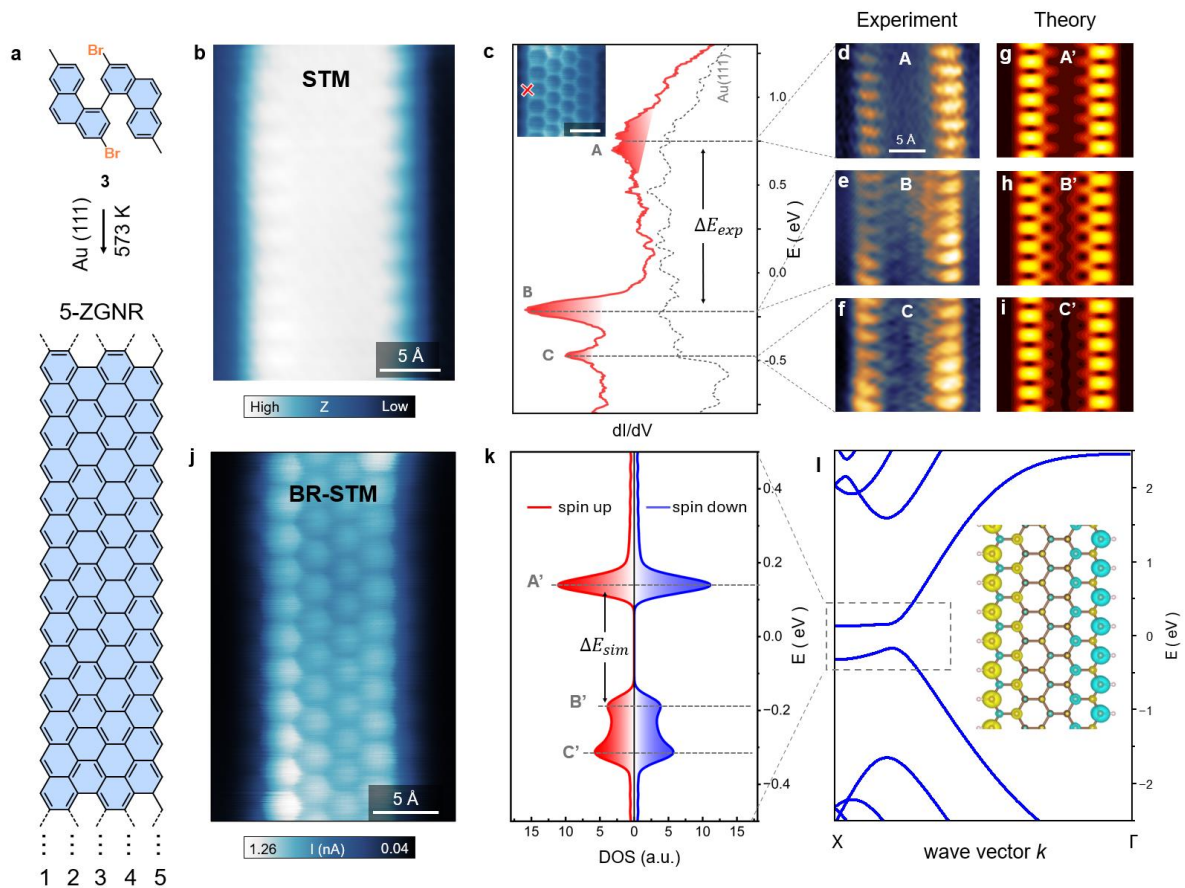 Experiment Theory
a
Br
Br
3
Au (111)
573 K
5-ZGNR
1 2 3 4 5
b
STM
5 Å
High Z Low
c
Au(111)
A
B
C
ΔE_exp
1.0
0.5
0.0
-0.5
E ( eV)
dI/dV
d
A
5 Å
e
B
f
C
g
A'
h
B'
i
C'
j
BR-STM
5 Å
1.26 I (nA) 0.04
k
spin up
spin down
A'
B'
C'
ΔE_sim
0.4
0.2
0.0
−0.2
−0.4
E ( eV)
15 10 5 0 5 10 15
DOS (a.u.)
l
2
1
0
−1
−2
E ( eV)
X Γ
wave vector k